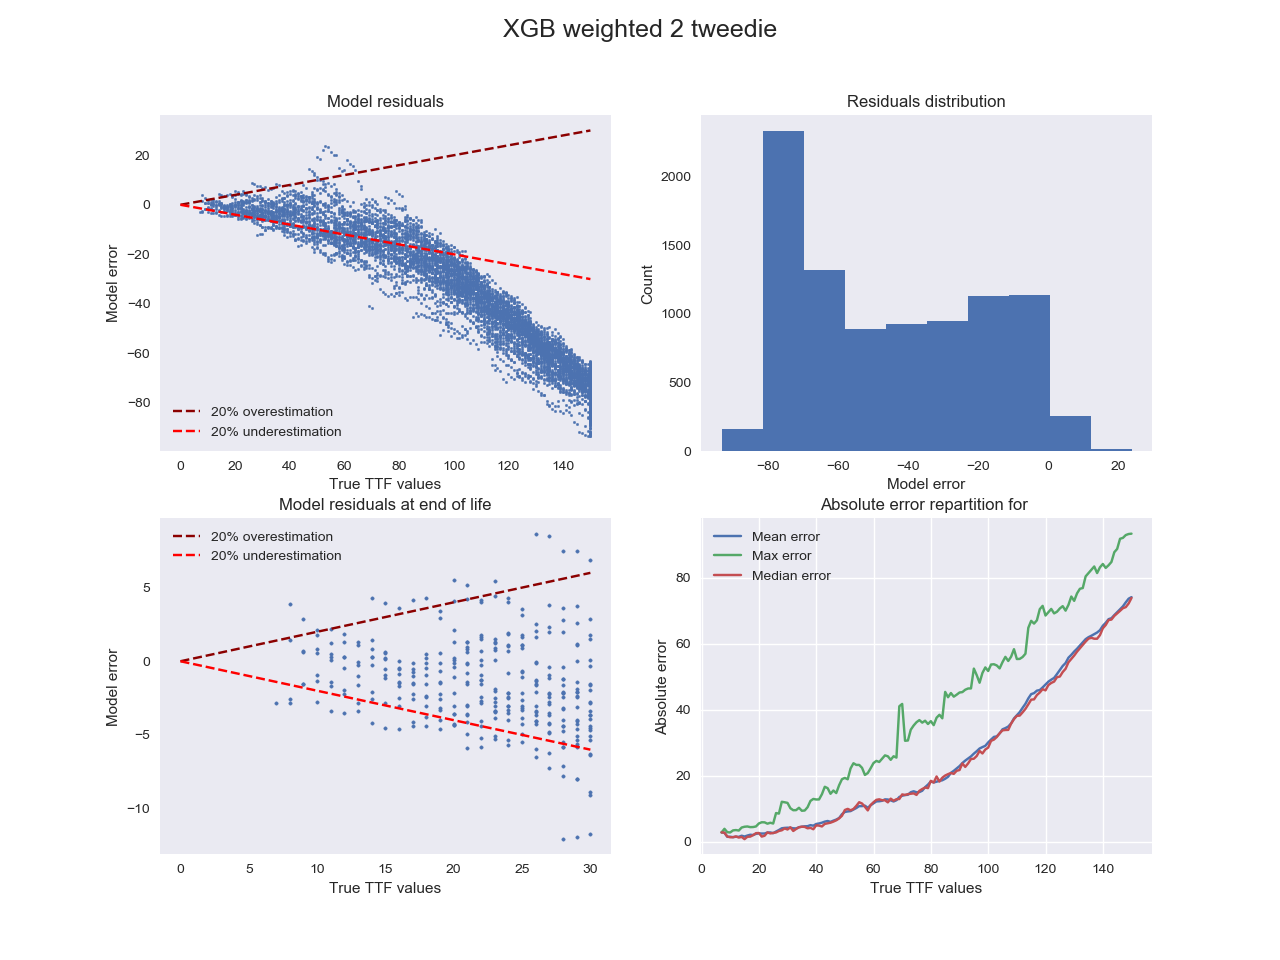 XGB weighted 2 tweedie
Model residuals
20
0
−20
−40
−60
−80
Model error
20% overestimation
20% underestimation
0 20 40 60 80 100 120 140
True TTF values
Residuals distribution
2000
1500
1000
500
0
Count
−80 −60 −40 −20 0 20
Model error
Model residuals at end of life
20% overestimation
20% underestimation
5
0
−5
−10
Model error
0 5 10 15 20 25 30
True TTF values
Absolute error repartition for
Mean error
Max error
Median error
80
60
40
20
0
Absolute error
0 20 40 60 80 100 120 140
True TTF values